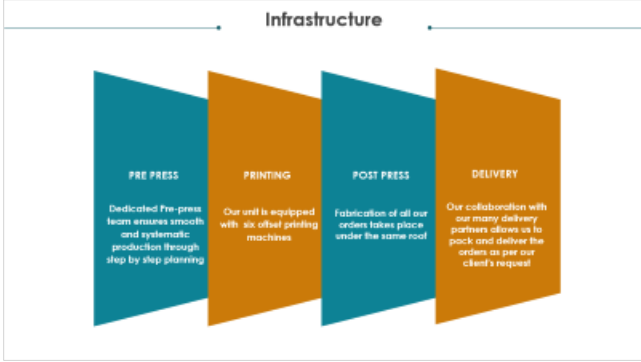 Infrastructure
PRE PRESS
Dedicated Pre-press
team ensures smooth
and systematic
production through
step by step planning
PRINTING
Our unit is equipped
with six offset printing
machines
POST PRESS
Fabrication of all our
orders takes place
under the same roof
DELIVERY
Our collaboration with
our many delivery
partners allows us to
pack and deliver the
orders as per our
client's request